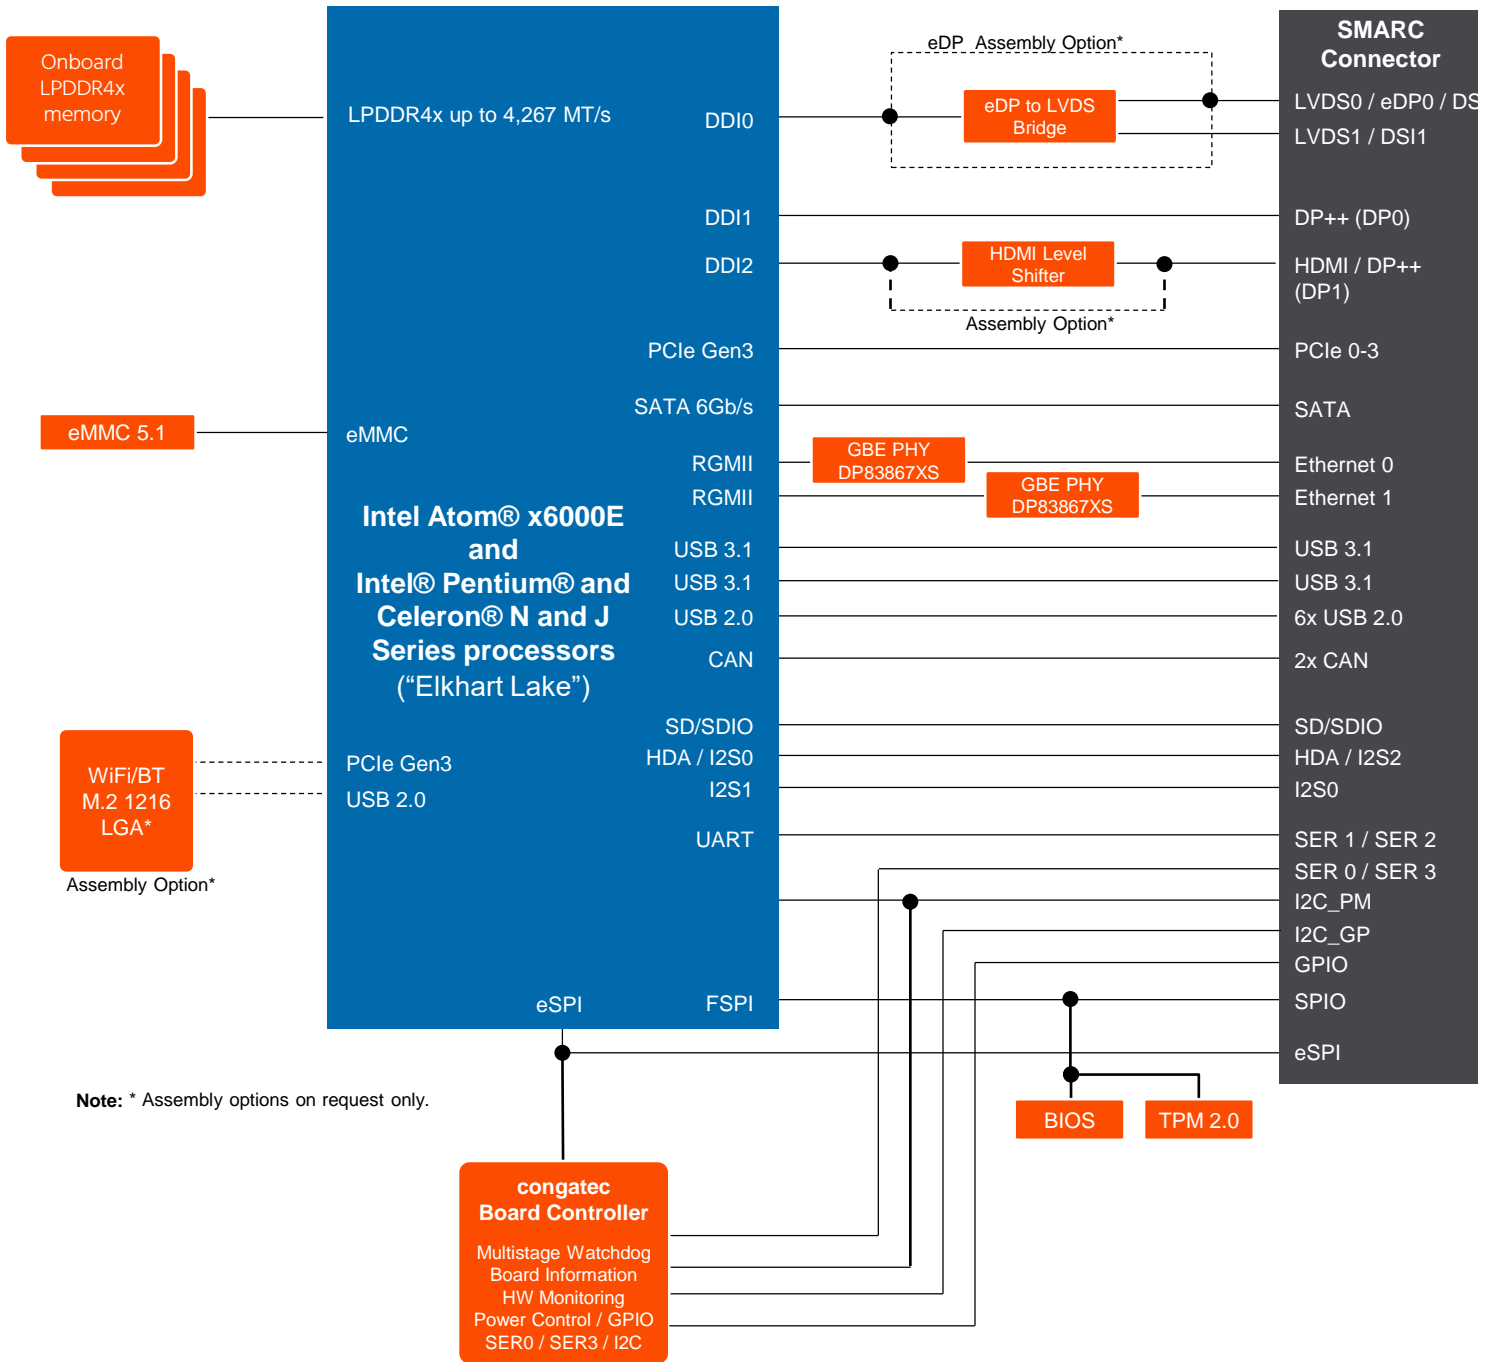 Onboard
LPDDR4x
memory
LPDDR4x up to 4,267 MT/s
DDI0
eDP Assembly Option*
eDP to LVDS
Bridge
SMARC
Connector
LVDS0 / eDP0 / DS
LVDS1 / DSI1
DDI1
DP++ (DP0)
DDI2
HDMI Level
Shifter
Assembly Option*
HDMI / DP++
(DP1)
PCIe Gen3
PCIe 0-3
SATA 6Gb/s
SATA
eMMC 5.1
eMMC
RGMII
GBE PHY
DP83867XS
Ethernet 0
RGMII
GBE PHY
DP83867XS
Ethernet 1
Intel Atom® x6000E
and
Intel® Pentium® and
Celeron® N and J
Series processors
(“Elkhart Lake”)
USB 3.1
USB 3.1
USB 3.1
USB 3.1
USB 2.0
6x USB 2.0
CAN
2x CAN
SD/SDIO
SD/SDIO
HDA / I2S0
HDA / I2S2
I2S1
I2S0
WiFi/BT
M.2 1216
LGA*
Assembly Option*
PCIe Gen3
USB 2.0
UART
SER 1 / SER 2
SER 0 / SER 3
I2C_PM
I2C_GP
GPIO
eSPI
FSPI
SPIO
eSPI
Note: * Assembly options on request only.
BIOS
TPM 2.0
congatec
Board Controller
Multistage Watchdog
Board Information
HW Monitoring
Power Control / GPIO
SER0 / SER3 / I2C